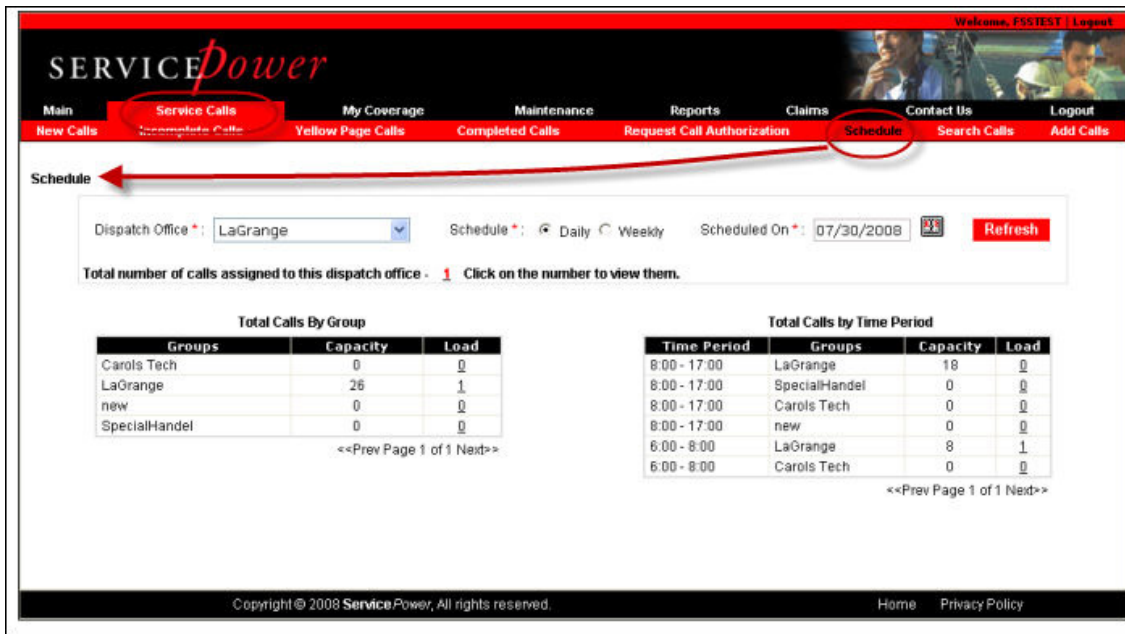 Welcome, FSSTEST | Logout
SERVICEPower
Main Service Calls My Coverage Maintenance Reports Claims Contact Us Logout
New Calls Incomplete Calls Yellow Page Calls Completed Calls Request Call Authorization Schedule Search Calls Add Calls
Schedule
Dispatch Office *: LaGrange Schedule *: Daily Weekly Scheduled On *: 07/30/2008 Refresh
Total number of calls assigned to this dispatch office - 1 Click on the number to view them.
Total Calls By Group
Groups Capacity Load
Carols Tech 0 0
LaGrange 26 1
new 0 0
SpecialHandel 0 0
<<Prev Page 1 of 1 Next>>
Total Calls by Time Period
Time Period Groups Capacity Load
8:00 - 17:00 LaGrange 18 0
8:00 - 17:00 SpecialHandel 0 0
8:00 - 17:00 Carols Tech 0 0
8:00 - 17:00 new 0 0
6:00 - 8:00 LaGrange 8 1
6:00 - 8:00 Carols Tech 0 0
<<Prev Page 1 of 1 Next>>
Copyright © 2008 ServicePower, All rights reserved. Home Privacy Policy